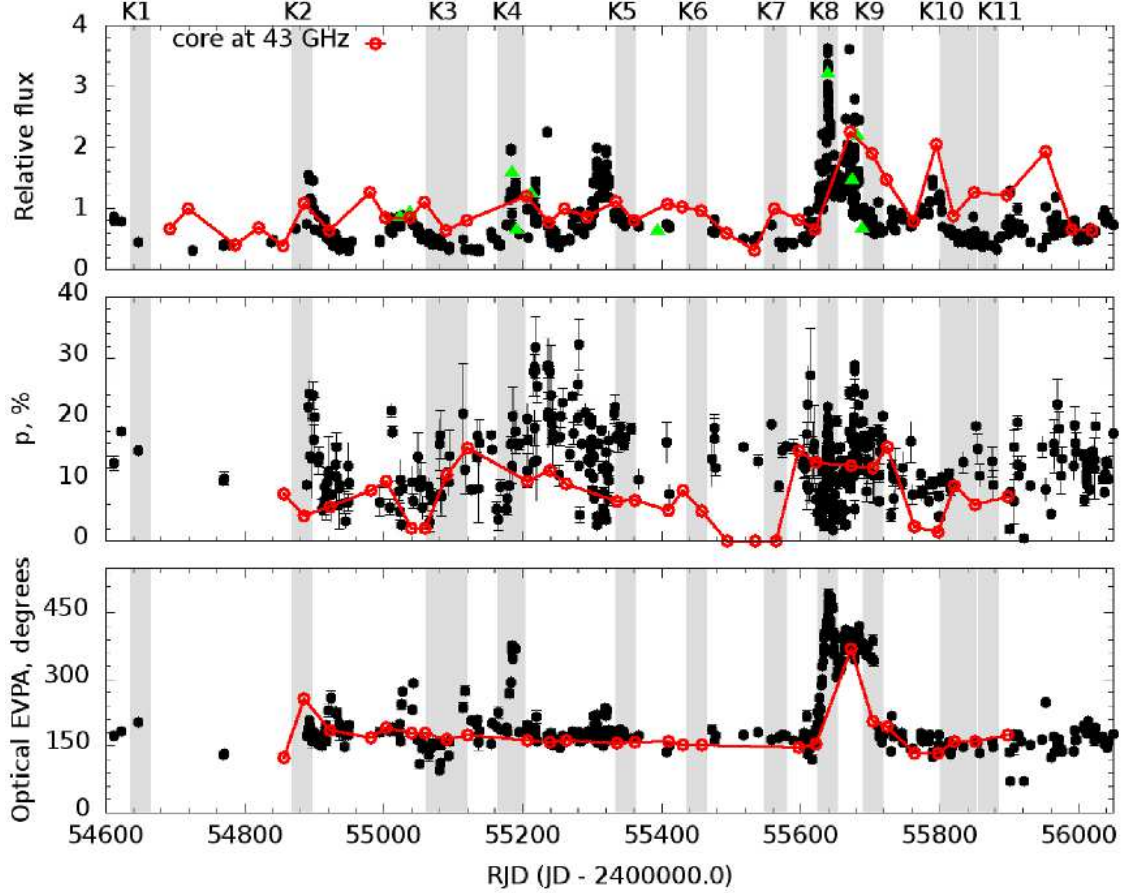 K1 K2 K3 K4 K5 K6 K7 K8 K9 K10 K11
core at 43 GHz
Relative flux
4
3
2
1
0
p, %
40
30
20
10
0
Optical EVPA, degrees
450
300
150
0
54600 54800 55000 55200 55400 55600 55800 56000
RJD (JD - 2400000.0)